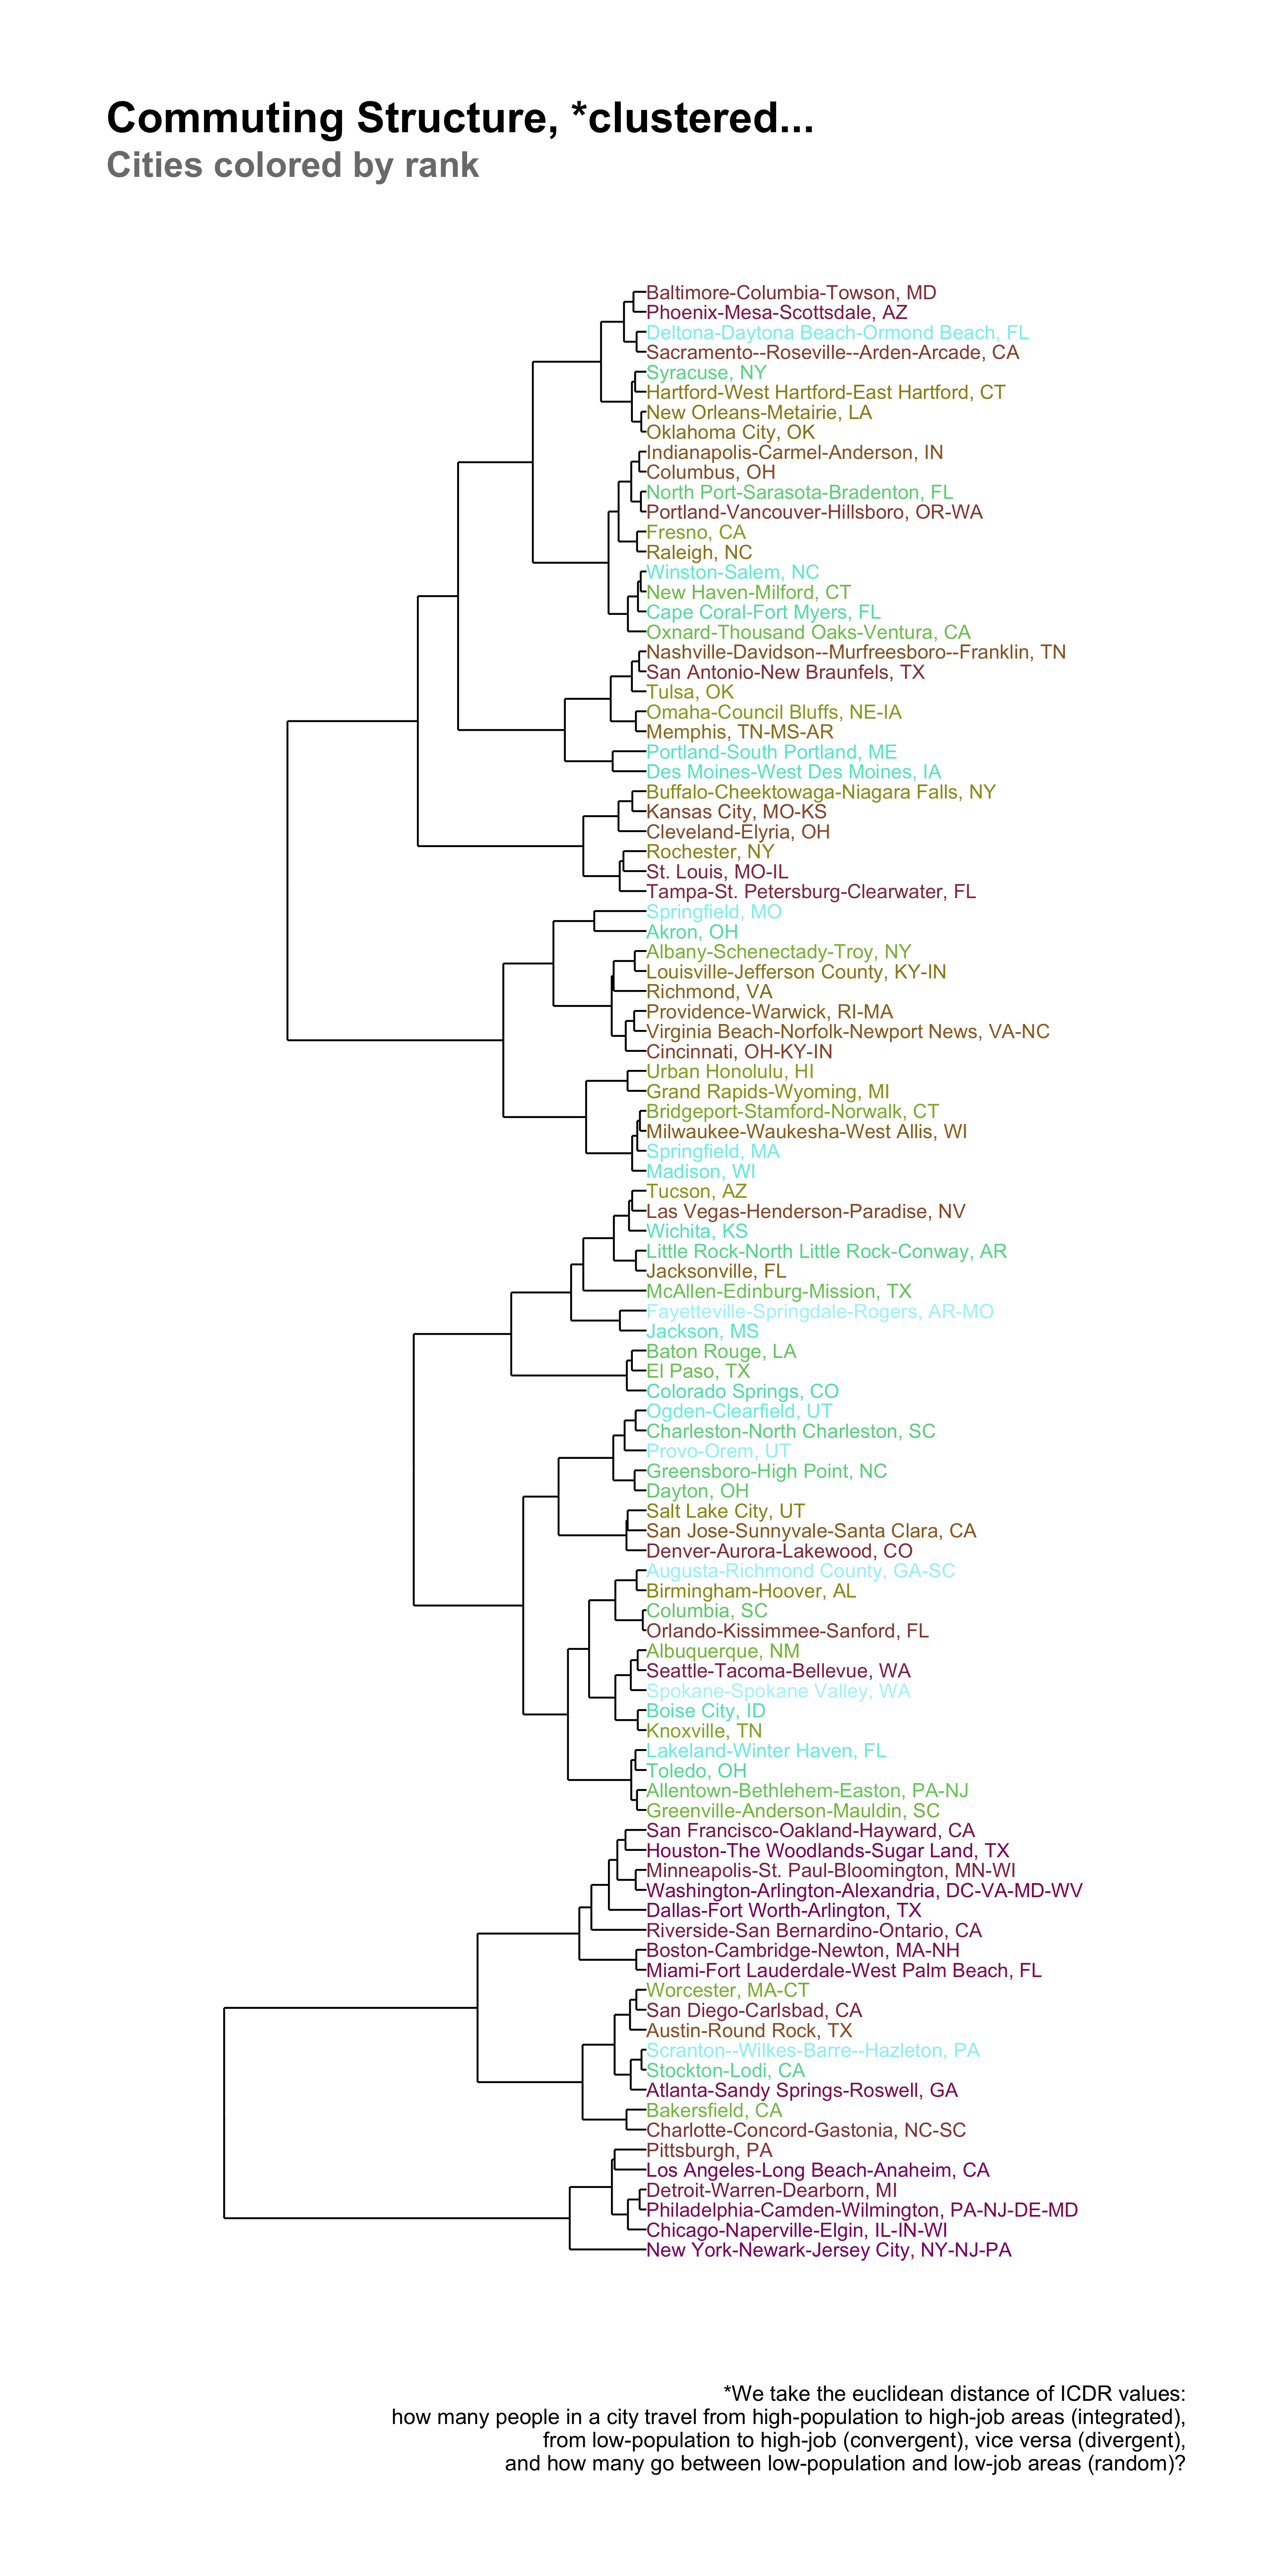 Commuting Structure, *clustered...
Cities colored by rank
Baltimore-Columbia-Towson, MD
Phoenix-Mesa-Scottsdale, AZ
Deltona-Daytona Beach-Ormond Beach, FL
Sacramento--Roseville--Arden-Arcade, CA
Syracuse, NY
Hartford-West Hartford-East Hartford, CT
New Orleans-Metairie, LA
Oklahoma City, OK
Indianapolis-Carmel-Anderson, IN
Columbus, OH
North Port-Sarasota-Bradenton, FL
Portland-Vancouver-Hillsboro, OR-WA
Fresno, CA
Raleigh, NC
Winston-Salem, NC
New Haven-Milford, CT
Cape Coral-Fort Myers, FL
Oxnard-Thousand Oaks-Ventura, CA
Nashville-Davidson--Murfreesboro--Franklin, TN
San Antonio-New Braunfels, TX
Tulsa, OK
Omaha-Council Bluffs, NE-IA
Memphis, TN-MS-AR
Portland-South Portland, ME
Des Moines-West Des Moines, IA
Buffalo-Cheektowaga-Niagara Falls, NY
Kansas City, MO-KS
Cleveland-Elyria, OH
Rochester, NY
St. Louis, MO-IL
Tampa-St. Petersburg-Clearwater, FL
Springfield, MO
Akron, OH
Albany-Schenectady-Troy, NY
Louisville-Jefferson County, KY-IN
Richmond, VA
Providence-Warwick, RI-MA
Virginia Beach-Norfolk-Newport News, VA-NC
Cincinnati, OH-KY-IN
Urban Honolulu, HI
Grand Rapids-Wyoming, MI
Bridgeport-Stamford-Norwalk, CT
Milwaukee-Waukesha-West Allis, WI
Springfield, MA
Madison, WI
Tucson, AZ
Las Vegas-Henderson-Paradise, NV
Wichita, KS
Little Rock-North Little Rock-Conway, AR
Jacksonville, FL
McAllen-Edinburg-Mission, TX
Fayetteville-Springdale-Rogers, AR-MO
Jackson, MS
Baton Rouge, LA
El Paso, TX
Colorado Springs, CO
Ogden-Clearfield, UT
Charleston-North Charleston, SC
Provo-Orem, UT
Greensboro-High Point, NC
Dayton, OH
Salt Lake City, UT
San Jose-Sunnyvale-Santa Clara, CA
Denver-Aurora-Lakewood, CO
Augusta-Richmond County, GA-SC
Birmingham-Hoover, AL
Columbia, SC
Orlando-Kissimmee-Sanford, FL
Albuquerque, NM
Seattle-Tacoma-Bellevue, WA
Spokane-Spokane Valley, WA
Boise City, ID
Knoxville, TN
Lakeland-Winter Haven, FL
Toledo, OH
Allentown-Bethlehem-Easton, PA-NJ
Greenville-Anderson-Mauldin, SC
San Francisco-Oakland-Hayward, CA
Houston-The Woodlands-Sugar Land, TX
Minneapolis-St. Paul-Bloomington, MN-WI
Washington-Arlington-Alexandria, DC-VA-MD-WV
Dallas-Fort Worth-Arlington, TX
Riverside-San Bernardino-Ontario, CA
Boston-Cambridge-Newton, MA-NH
Miami-Fort Lauderdale-West Palm Beach, FL
Worcester, MA-CT
San Diego-Carlsbad, CA
Austin-Round Rock, TX
Scranton--Wilkes-Barre--Hazleton, PA
Stockton-Lodi, CA
Atlanta-Sandy Springs-Roswell, GA
Bakersfield, CA
Charlotte-Concord-Gastonia, NC-SC
Pittsburgh, PA
Los Angeles-Long Beach-Anaheim, CA
Detroit-Warren-Dearborn, MI
Philadelphia-Camden-Wilmington, PA-NJ-DE-MD
Chicago-Naperville-Elgin, IL-IN-WI
New York-Newark-Jersey City, NY-NJ-PA
*We take the euclidean distance of ICDR values:
how many people in a city travel from high-population to high-job areas (integrated),
from low-population to high-job (convergent), vice versa (divergent),
and how many go between low-population and low-job areas (random)?